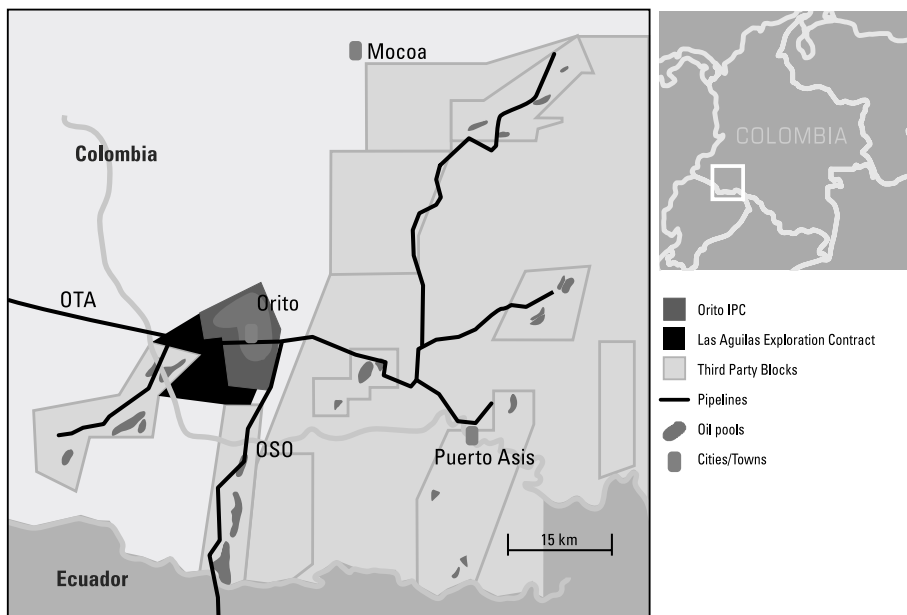 Mocoa
Colombia
OTA
Orito
OSO
Puerto Asis
15 km
Ecuador
COLOMBIA
Orito IPC
Las Aguilas Exploration Contract
Third Party Blocks
Pipelines
Oil pools
Cities/Towns